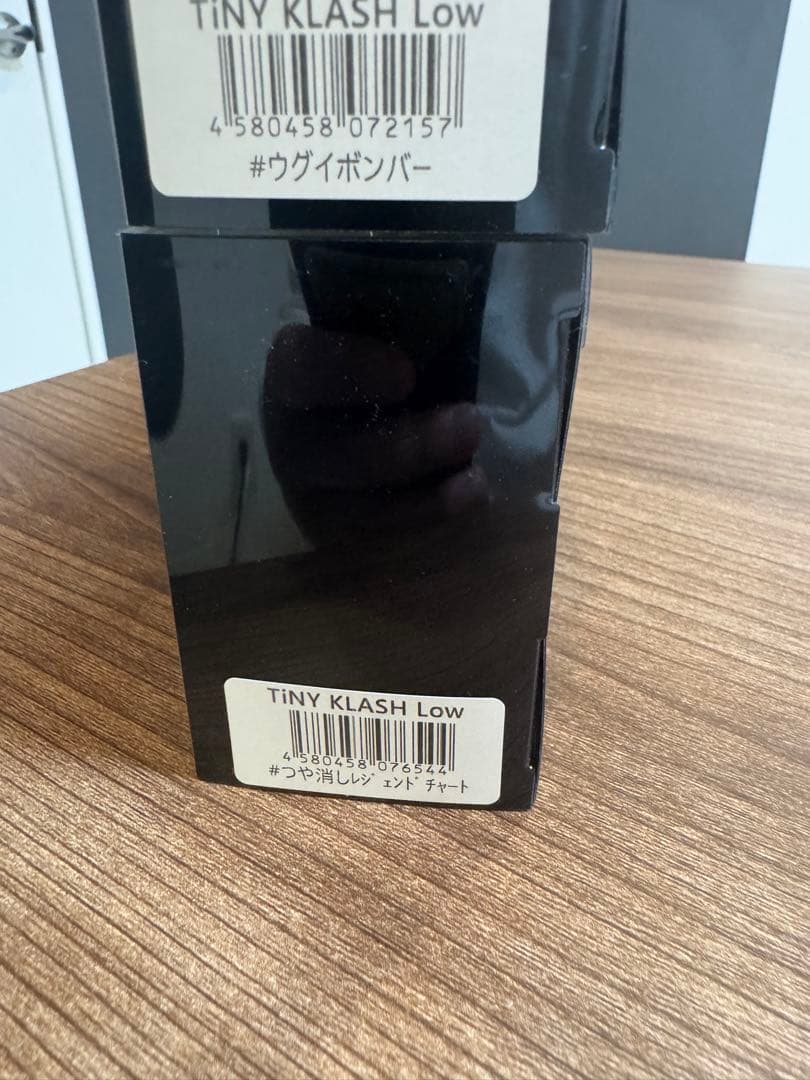 TiNY KLASH Low
4 580458 072157
#ウグイボンバー
TiNY KLASH Low
4 580458 076544
#つや消しﾚｼﾞｪﾝﾄﾞチャート